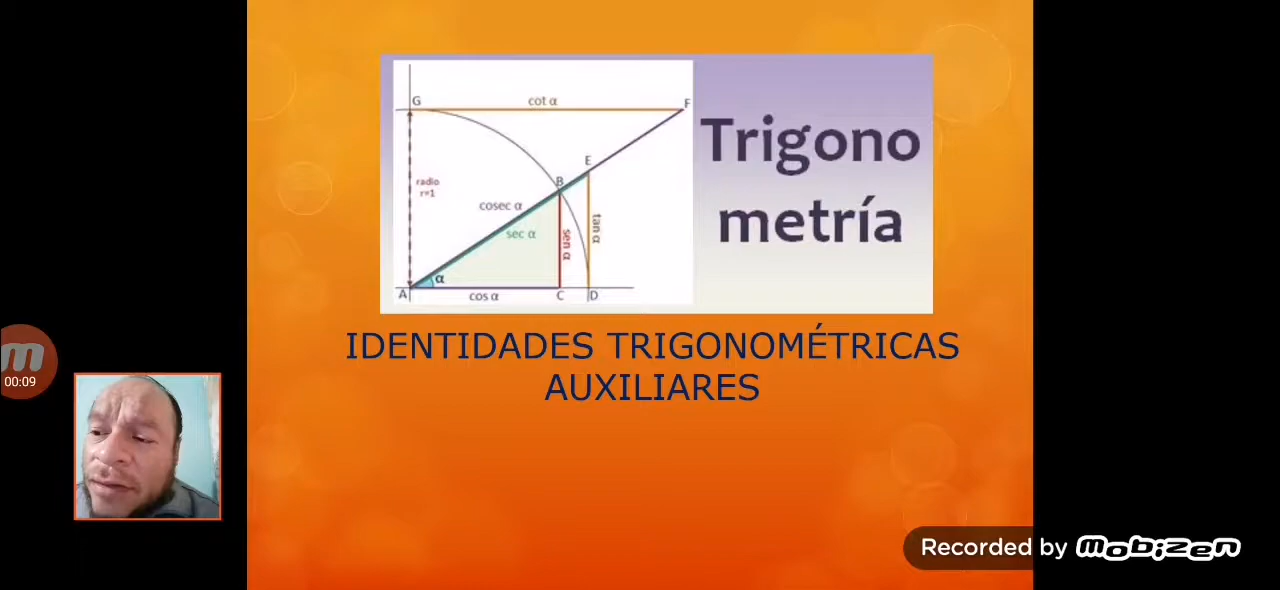 G
cot α
F
Trigono
metría
radio
r=1
E
B
cosec α
sec α
sen α
tan α
α
A
cos α
C
D
IDENTIDADES TRIGONOMÉTRICAS
AUXILIARES
m
00:09
Recorded by mobizen